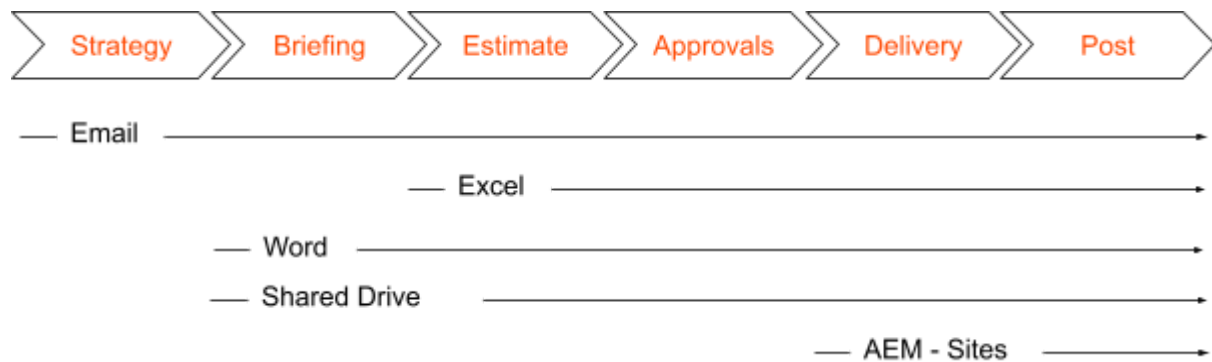 Strategy Briefing Estimate Approvals Delivery Post
Email
Excel
Word
Shared Drive
AEM - Sites